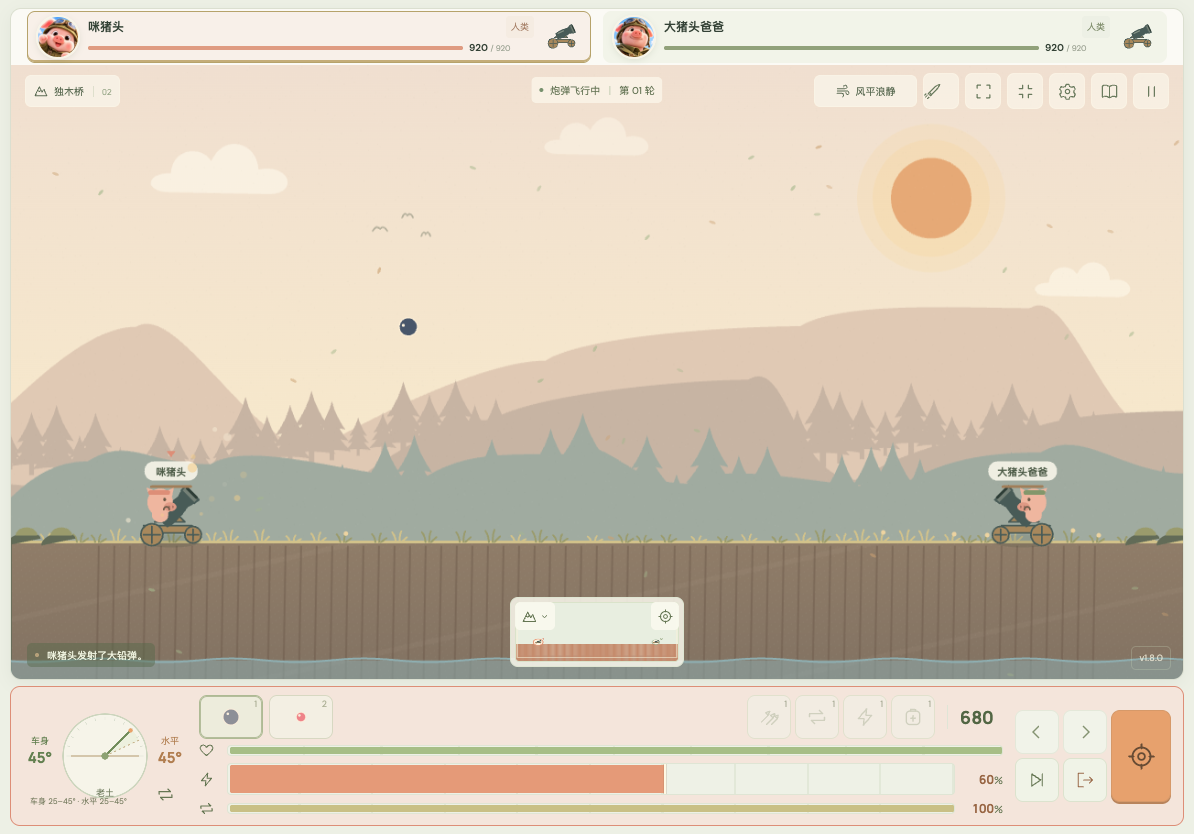 咪猪头
人类
920 / 920
大猪头爸爸
人类
920 / 920
独木桥 02
炮弹飞行中 第 01 轮
风平浪静
咪猪头
大猪头爸爸
咪猪头发射了大铅弹。
v1.8.0
车身
45°
水平
45°
老土
车身 25–45° · 水平 25–45°
1
2
1
1
1
1
680
60%
100%